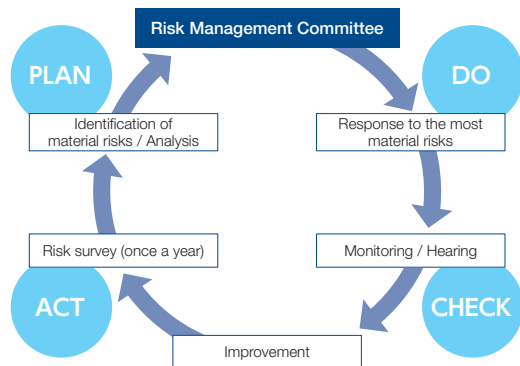 Risk Management Committee
PLAN
DO
Identification of
material risks / Analysis
Response to the most
material risks
Risk survey (once a year)
Monitoring / Hearing
ACT
CHECK
Improvement